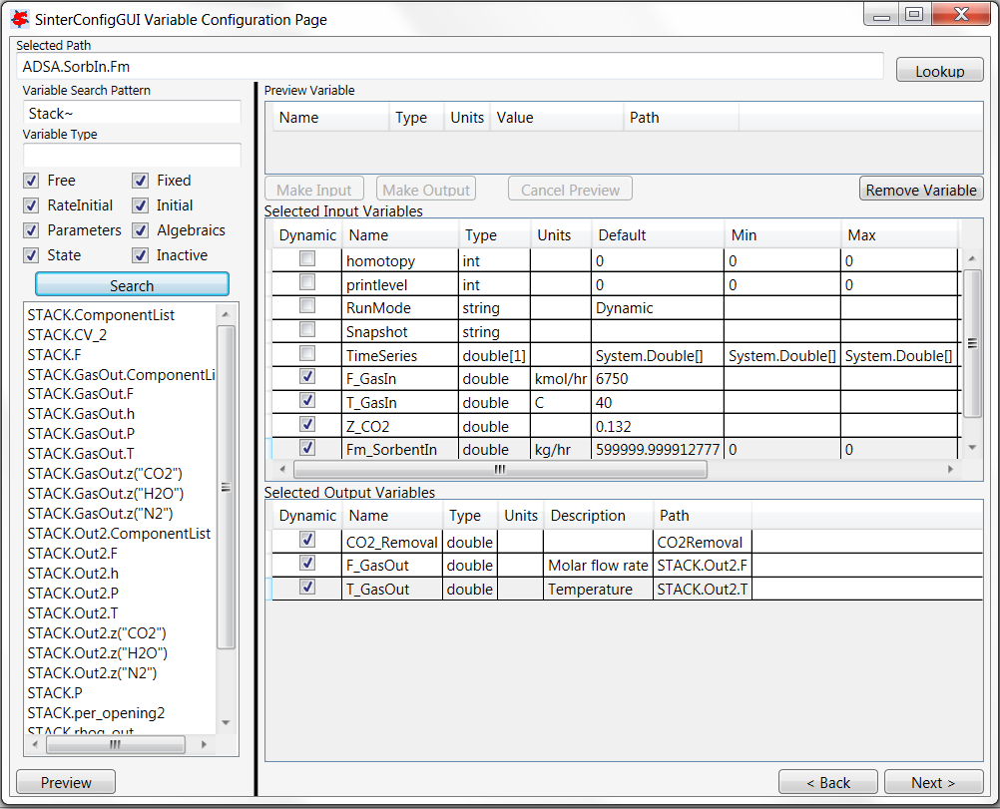 SinterConfigGUI Variable Configuration Page
Selected Path
ADSA.SorbIn.Fm
Lookup
Variable Search Pattern
Stack~
Variable Type
Free Fixed
RateInitial Initial
Parameters Algebraics
State Inactive
Search
STACK.ComponentList
STACK.CV_2
STACK.F
STACK.GasOut.ComponentLi
STACK.GasOut.F
STACK.GasOut.h
STACK.GasOut.P
STACK.GasOut.T
STACK.GasOut.z("CO2")
STACK.GasOut.z("H2O")
STACK.GasOut.z("N2")
STACK.Out2.ComponentList
STACK.Out2.F
STACK.Out2.h
STACK.Out2.P
STACK.Out2.T
STACK.Out2.z("CO2")
STACK.Out2.z("H2O")
STACK.Out2.z("N2")
STACK.P
STACK.per_opening2
STACK.rhog_out
Preview
Preview Variable
Name Type Units Value Path
Make Input Make Output Cancel Preview Remove Variable
Selected Input Variables
Dynamic Name Type Units Default Min Max
homotopy int 0 0 0
printlevel int 0 0 0
RunMode string Dynamic
Snapshot string
TimeSeries double[1] System.Double[] System.Double[] System.Double[]
F_GasIn double kmol/hr 6750
T_GasIn double C 40
Z_CO2 double 0.132
Fm_SorbentIn double kg/hr 599999.999912777 0 0
Selected Output Variables
Dynamic Name Type Units Description Path
CO2_Removal double CO2Removal
F_GasOut double Molar flow rate STACK.Out2.F
T_GasOut double Temperature STACK.Out2.T
< Back Next >